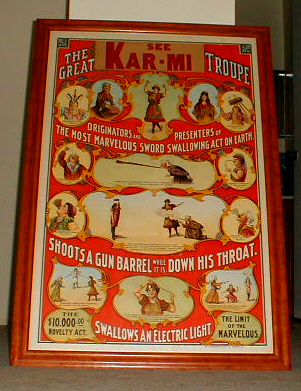 SEE
THE GREAT KAR-MI TROUPE
ORIGINATORS AND PRESENTERS OF
THE MOST MARVELOUS SWORD SWALLOWING ACT ON EARTH.
SHOOTS A GUN BARREL WHILE IT IS DOWN HIS THROAT.
THE
$10,000.00
NOVELTY ACT.
SWALLOWS AN ELECTRIC LIGHT
THE LIMIT
OF THE
MARVELOUS